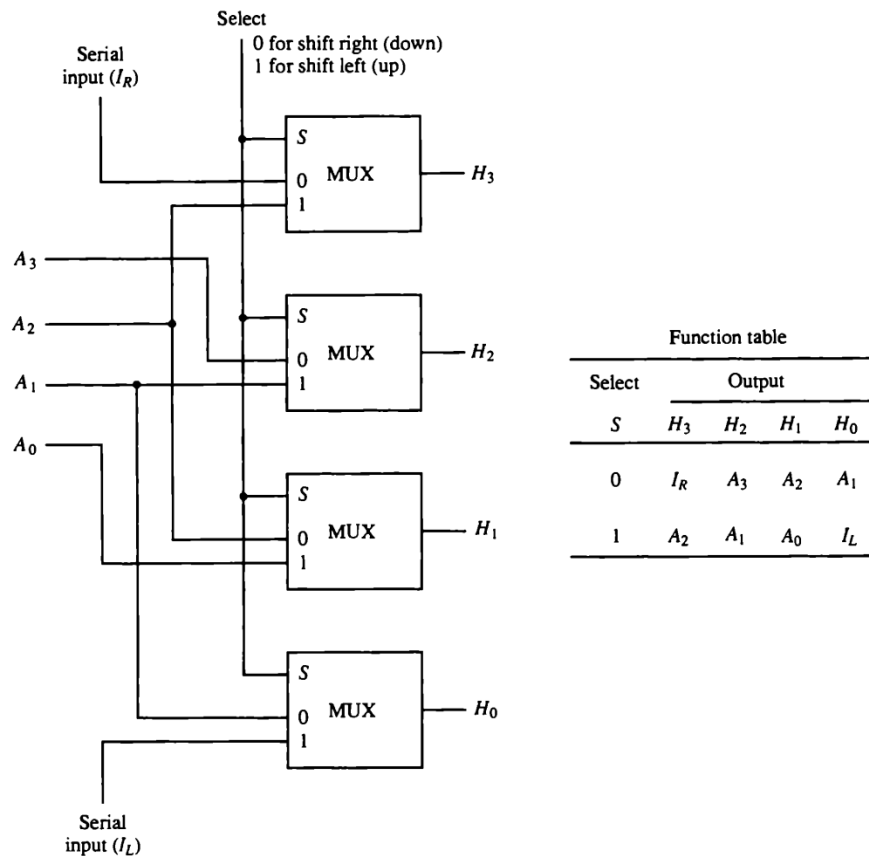 Select
0 for shift right (down)
1 for shift left (up)
Serial
input (I_R)
S
MUX
0
1
H_3
A_3
A_2
A_1
A_0
S
MUX
0
1
H_2
S
MUX
0
1
H_1
S
MUX
0
1
H_0
Serial
input (I_L)
Function table
Select Output
S H_3 H_2 H_1 H_0
0 I_R A_3 A_2 A_1
1 A_2 A_1 A_0 I_L